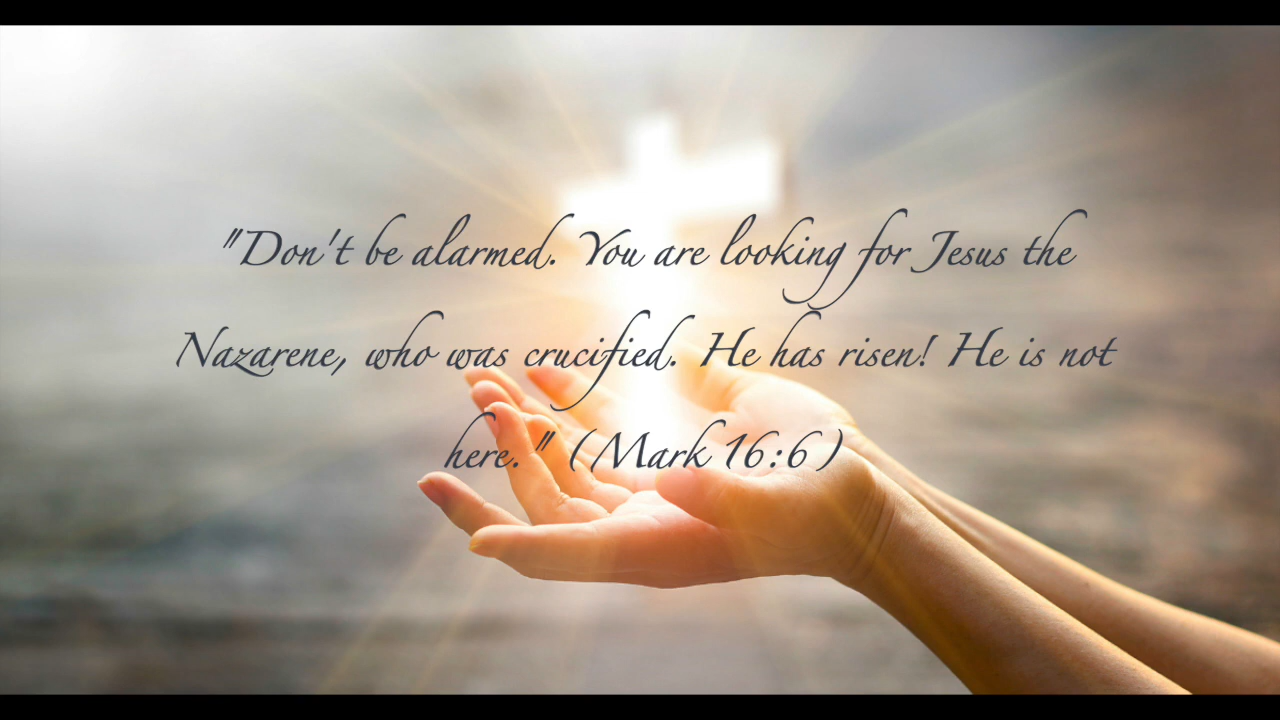 "Don't be alarmed. You are looking for Jesus the
Nazarene, who was crucified. He has risen! He is not
here." (Mark 16:6)